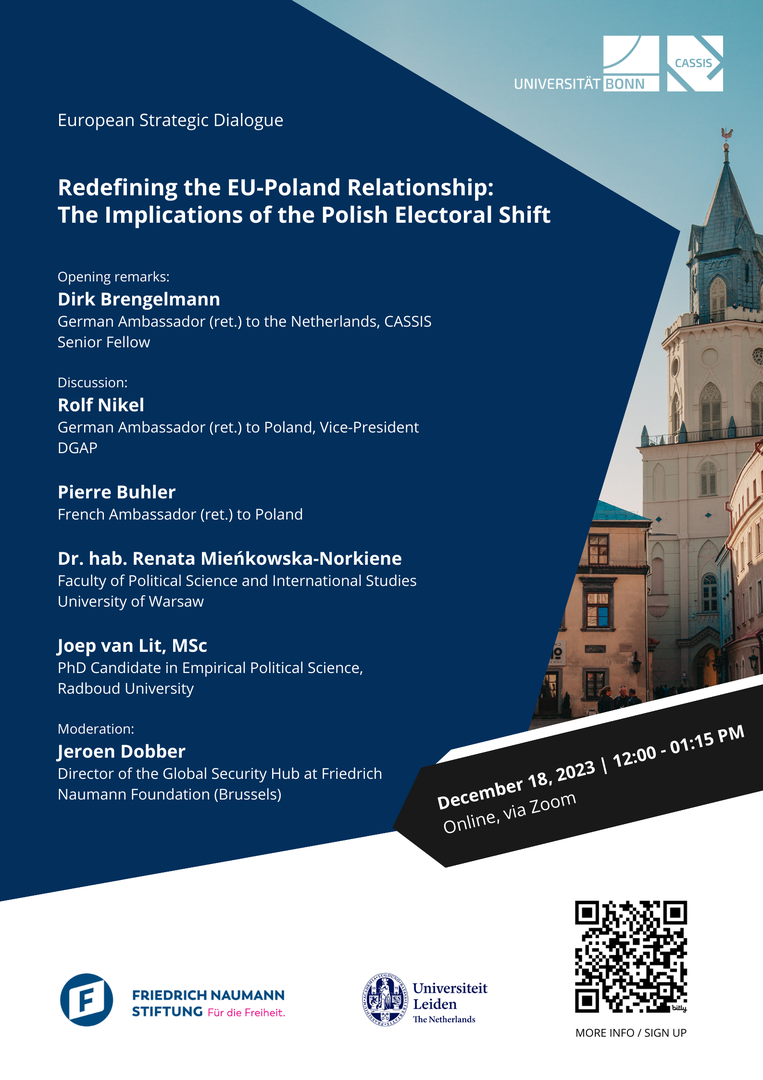 UNIVERSITÄT BONN
CASSIS
European Strategic Dialogue
Redefining the EU-Poland Relationship:
The Implications of the Polish Electoral Shift
Opening remarks:
Dirk Brengelmann
German Ambassador (ret.) to the Netherlands, CASSIS
Senior Fellow
Discussion:
Rolf Nikel
German Ambassador (ret.) to Poland, Vice-President
DGAP
Pierre Buhler
French Ambassador (ret.) to Poland
Dr. hab. Renata Mieńkowska-Norkiene
Faculty of Political Science and International Studies
University of Warsaw
Joep van Lit, MSc
PhD Candidate in Empirical Political Science,
Radboud University
Moderation:
Jeroen Dobber
Director of the Global Security Hub at Friedrich
Naumann Foundation (Brussels)
December 18, 2023 | 12:00 - 01:15 PM
Online, via Zoom
F
FRIEDRICH NAUMANN
STIFTUNG Für die Freiheit.
Universiteit
Leiden
The Netherlands
bitly
MORE INFO / SIGN UP